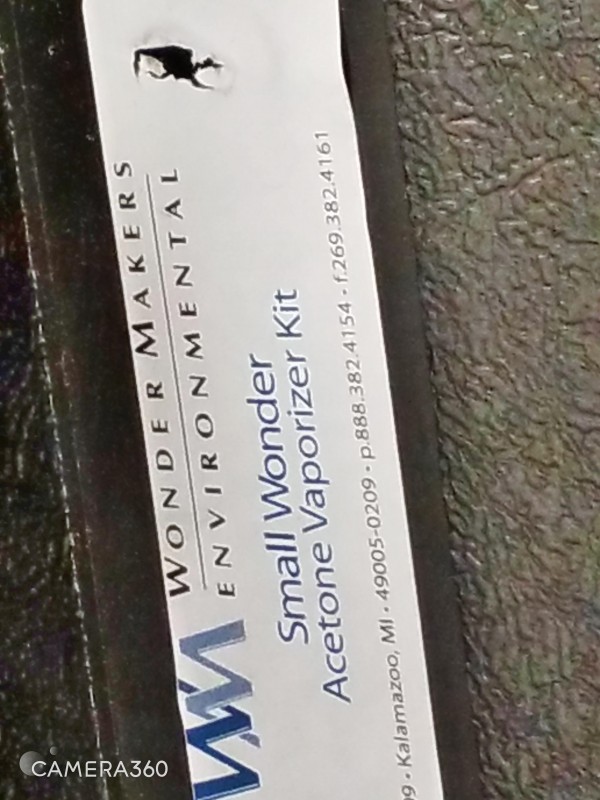 WONDER MAKERS
ENVIRONMENTAL
Small Wonder
Acetone Vaporizer Kit
Kalamazoo, MI • 49005-0209 • p.888.382.4154 • f.269.382.4161
CAMERA360